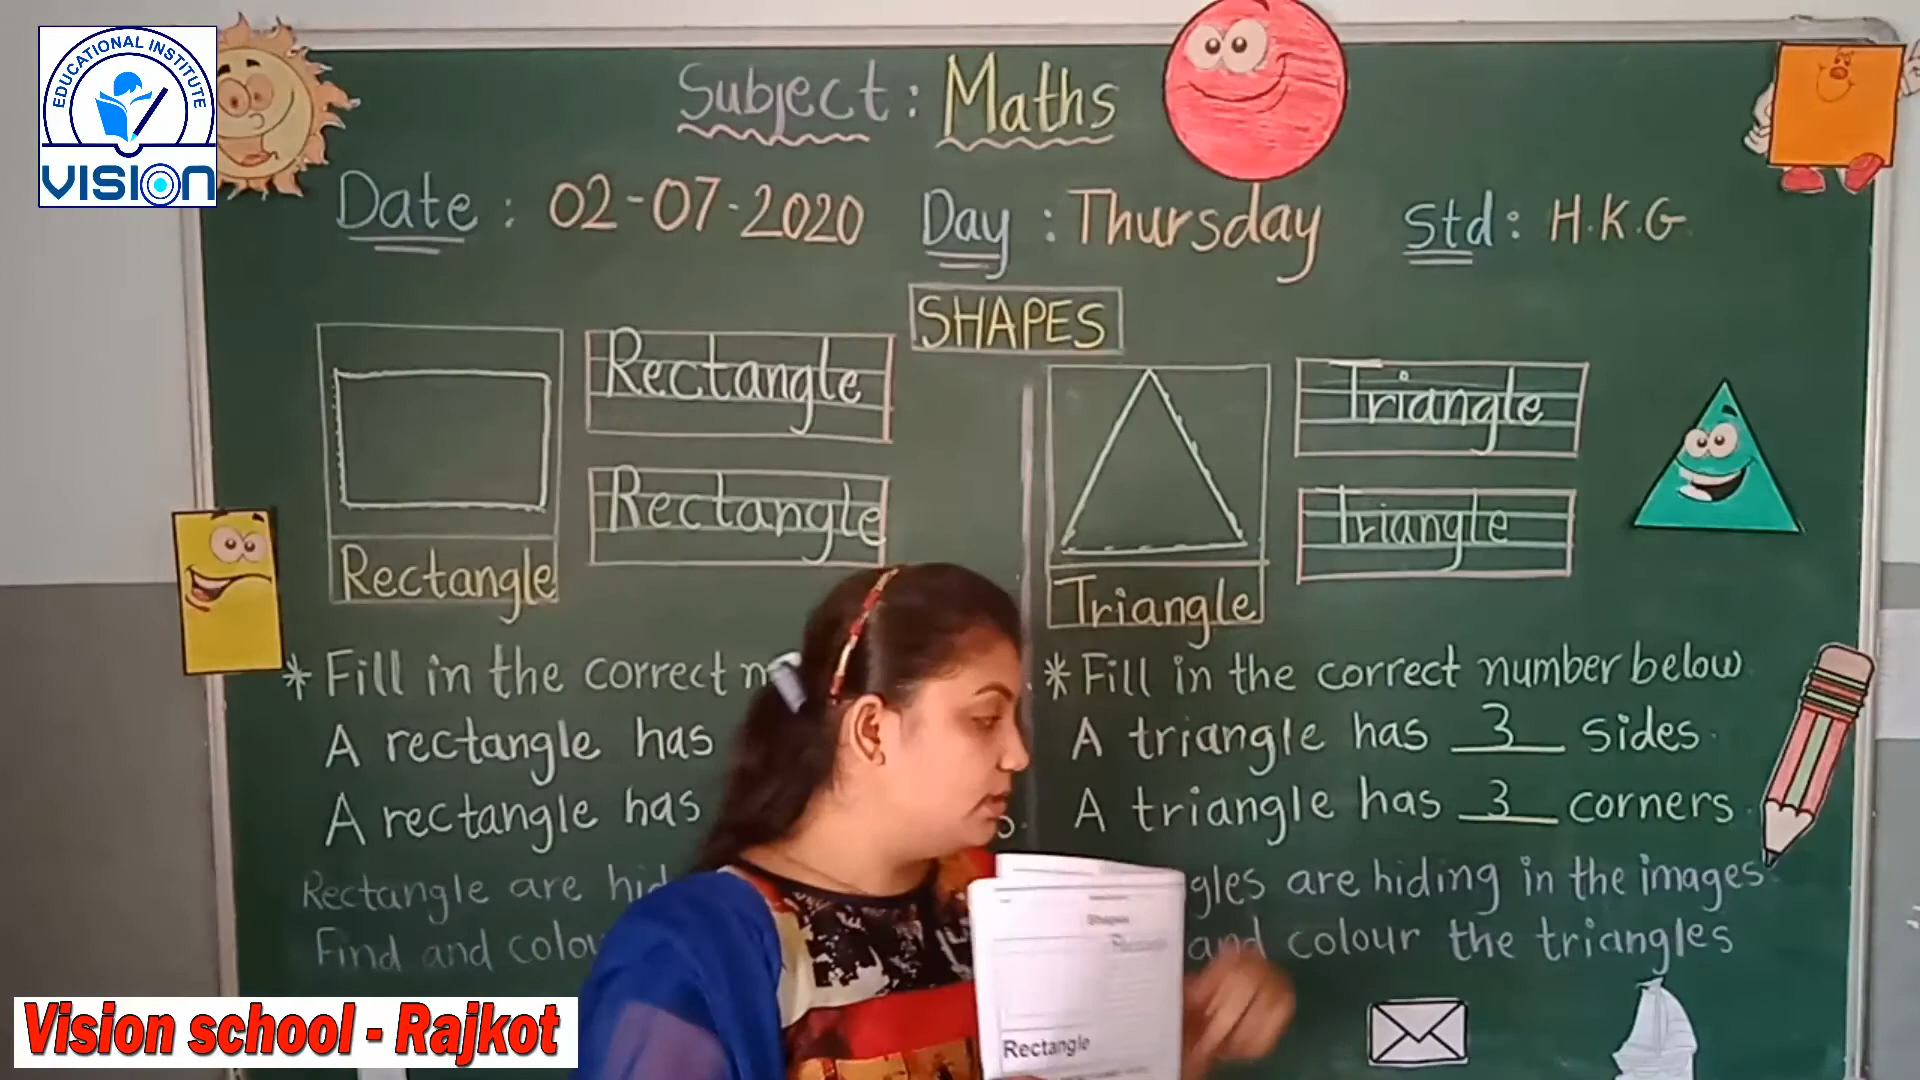 EDUCATIONAL INSTITUTE
VISION
Subject : Maths
Date : 02-07-2020 Day : Thursday Std : H.K.G
SHAPES
Rectangle
Rectangle
Rectangle
Triangle
Triangle
Triangle
* Fill in the correct
A rectangle has
A rectangle has
Rectangle are
Find and
* Fill in the correct number below
A triangle has 3 sides.
A triangle has 3 corners.
are hiding in the images
and colour the triangles
Shapes
Rectangle
Vision school - Rajkot